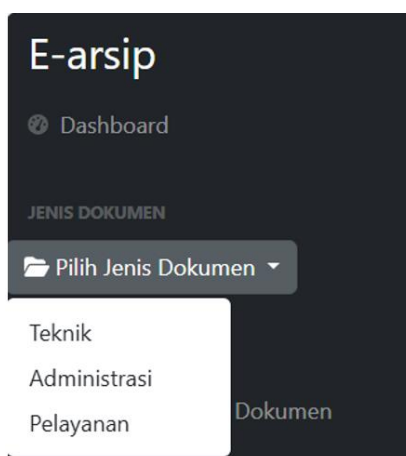 E-arsip
Dashboard
JENIS DOKUMEN
Pilih Jenis Dokumen
Teknik
Administrasi
Pelayanan
Dokumen